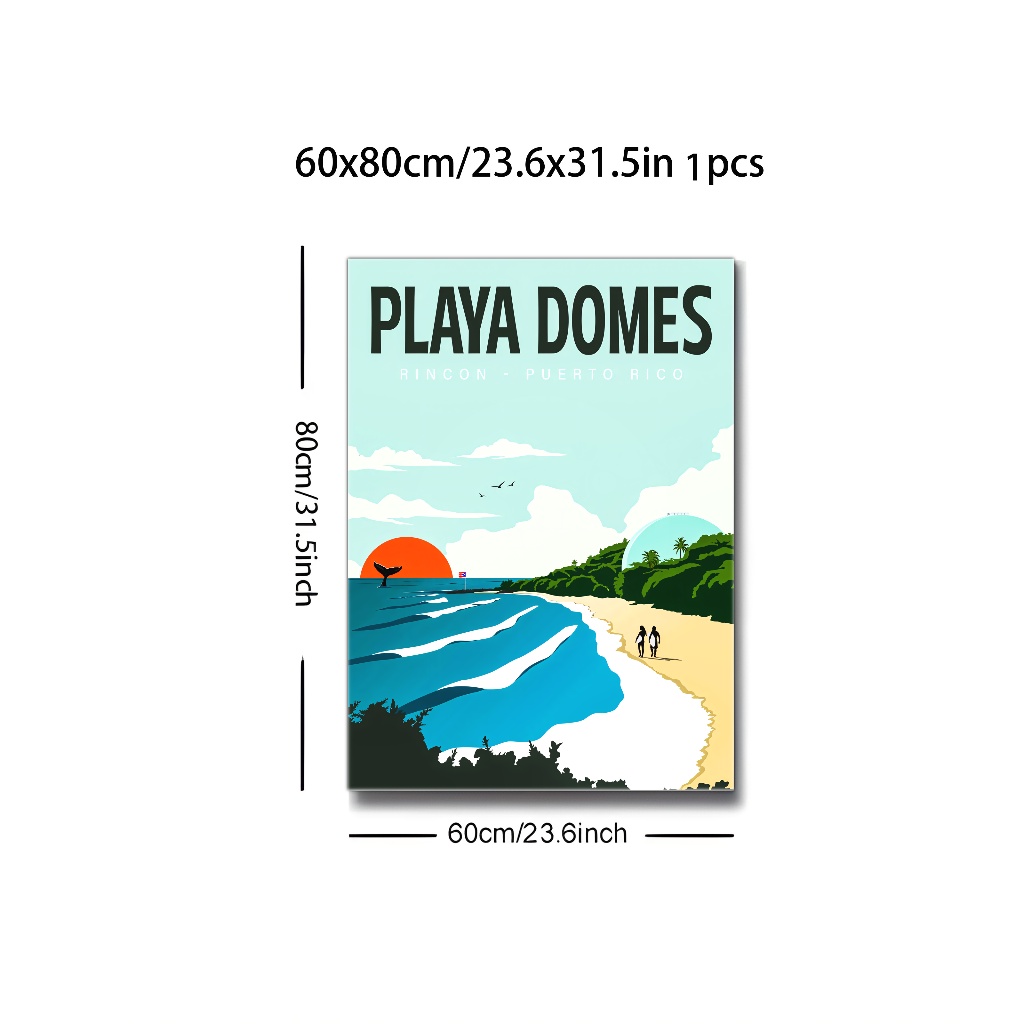 60x80cm/23.6x31.5in 1pcs
PLAYA DOMES
RINCON - PUERTO RICO
80cm/31.5inch
60cm/23.6inch